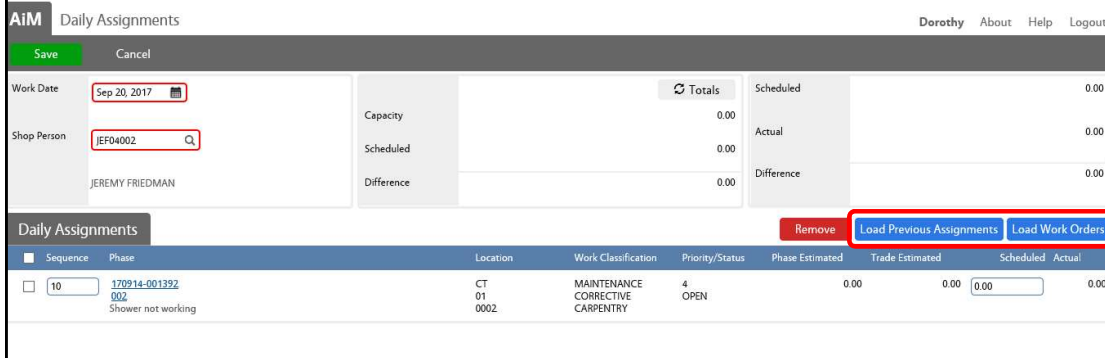 AiM Daily Assignments Dorothy About Help Logout
Save Cancel
Work Date Sep 20, 2017
Shop Person JEF04002
JEREMY FRIEDMAN
Totals
Capacity 0.00
Scheduled 0.00
Difference 0.00
Scheduled 0.00
Actual 0.00
Difference 0.00
Daily Assignments Remove Load Previous Assignments Load Work Orders
Sequence Phase Location Work Classification Priority/Status Phase Estimated Trade Estimated Scheduled Actual
10 170914-001392 CT MAINTENANCE 4 0.00 0.00 0.00 0.00
002 01 CORRECTIVE OPEN
Shower not working 0002 CARPENTRY